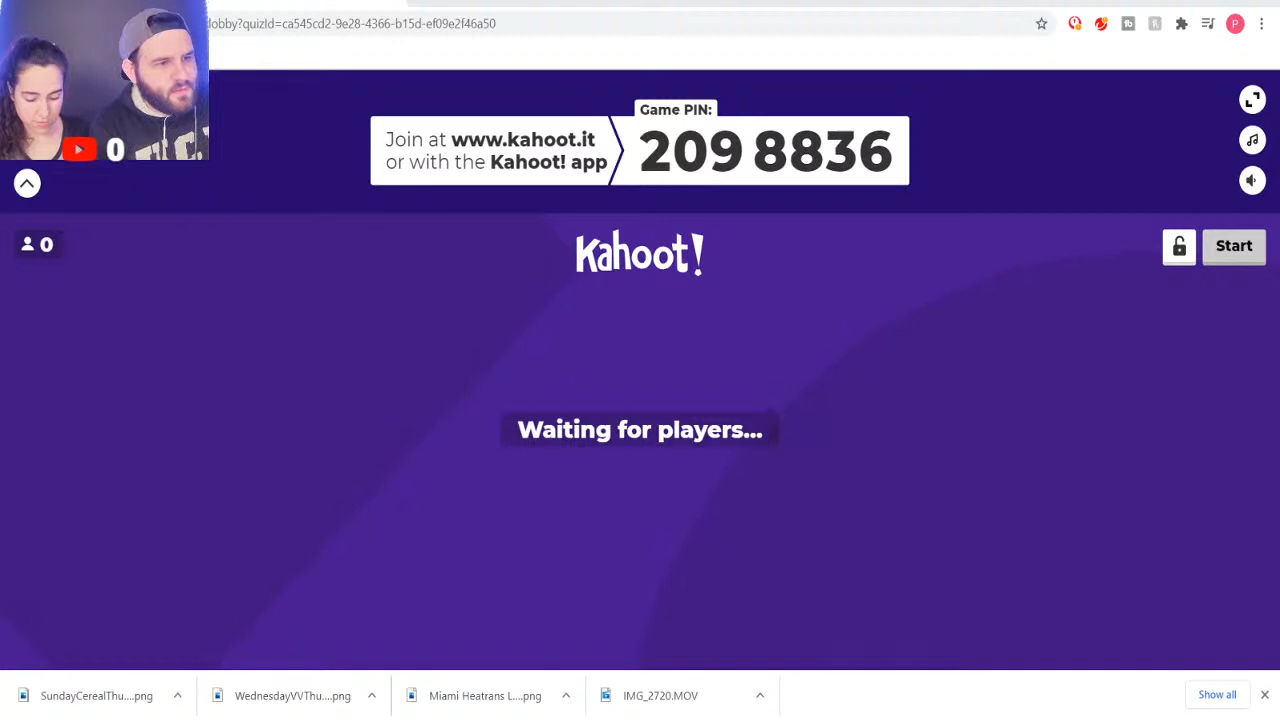 lobby?quizId=ca545cd2-9e28-4366-b15d-ef09e2f46a50
P
Game PIN:
Join at www.kahoot.it
or with the Kahoot! app
209 8836
0
0
Kahoot!
Start
Waiting for players...
SundayCerealThu....png
WednesdayVVThu....png
Miami Heatrans L....png
IMG_2720.MOV
Show all